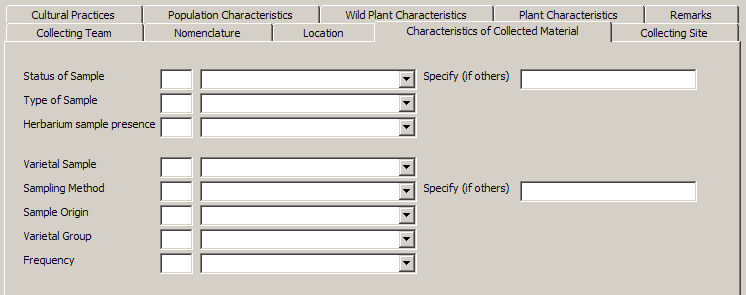 Cultural Practices Population Characteristics Wild Plant Characteristics Plant Characteristics Remarks
Collecting Team Nomenclature Location Characteristics of Collected Material Collecting Site
Status of Sample Specify (if others)
Type of Sample
Herbarium sample presence
Varietal Sample
Sampling Method Specify (if others)
Sample Origin
Varietal Group
Frequency